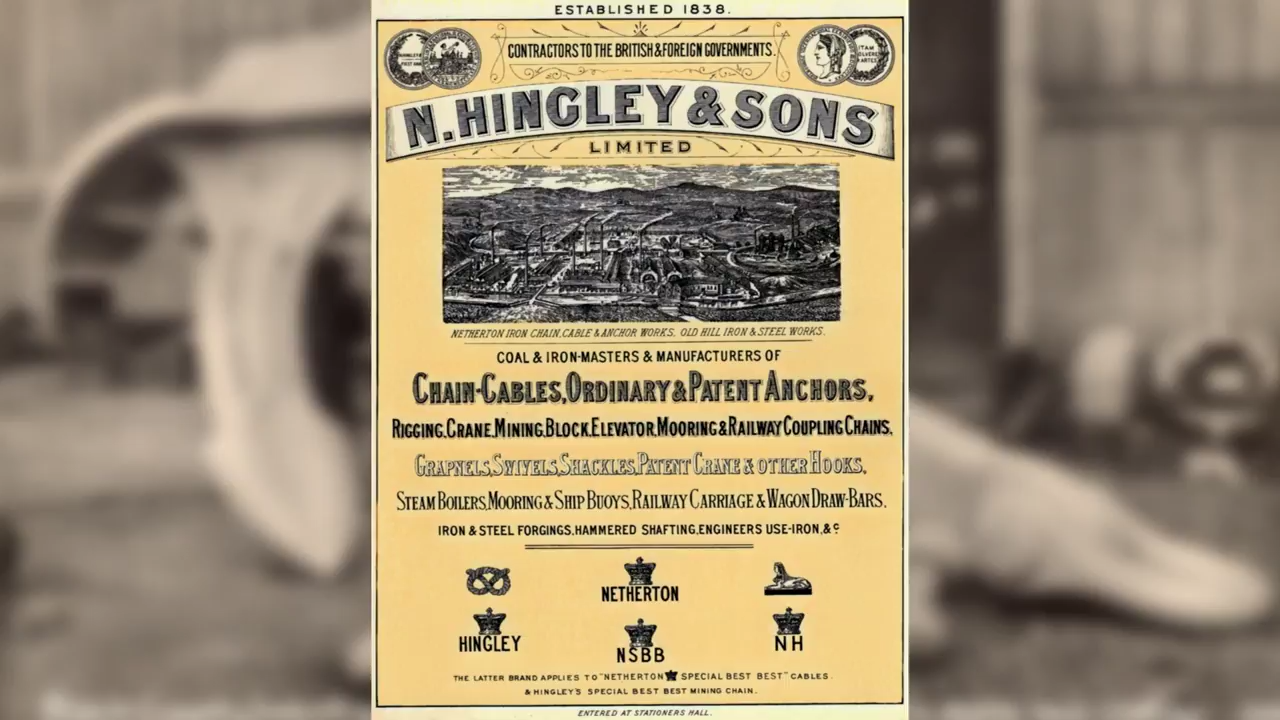 ESTABLISHED 1838.
CONTRACTORS TO THE BRITISH & FOREIGN GOVERNMENTS.
N. HINGLEY & SONS
LIMITED
NETHERTON IRON CHAIN, CABLE & ANCHOR WORKS. OLD HILL IRON & STEEL WORKS.
COAL & IRON-MASTERS & MANUFACTURERS OF
CHAIN-CABLES, ORDINARY & PATENT ANCHORS,
RIGGING, CRANE, MINING, BLOCK, ELEVATOR, MOORING & RAILWAY COUPLING CHAINS,
GRAPNELS, SWIVELS, SHACKLES, PATENT CRANE & OTHER HOOKS,
STEAM BOILERS, MOORING & SHIP BUOYS, RAILWAY CARRIAGE & WAGON DRAW-BARS,
IRON & STEEL FORGINGS, HAMMERED SHAFTING, ENGINEERS USE-IRON, &c
NETHERTON
HINGLEY
NSBB
NH
THE LATTER BRAND APPLIES TO "NETHERTON SPECIAL BEST BEST" CABLES.
& HINGLEY'S SPECIAL BEST BEST MINING CHAIN.
ENTERED AT STATIONERS HALL.